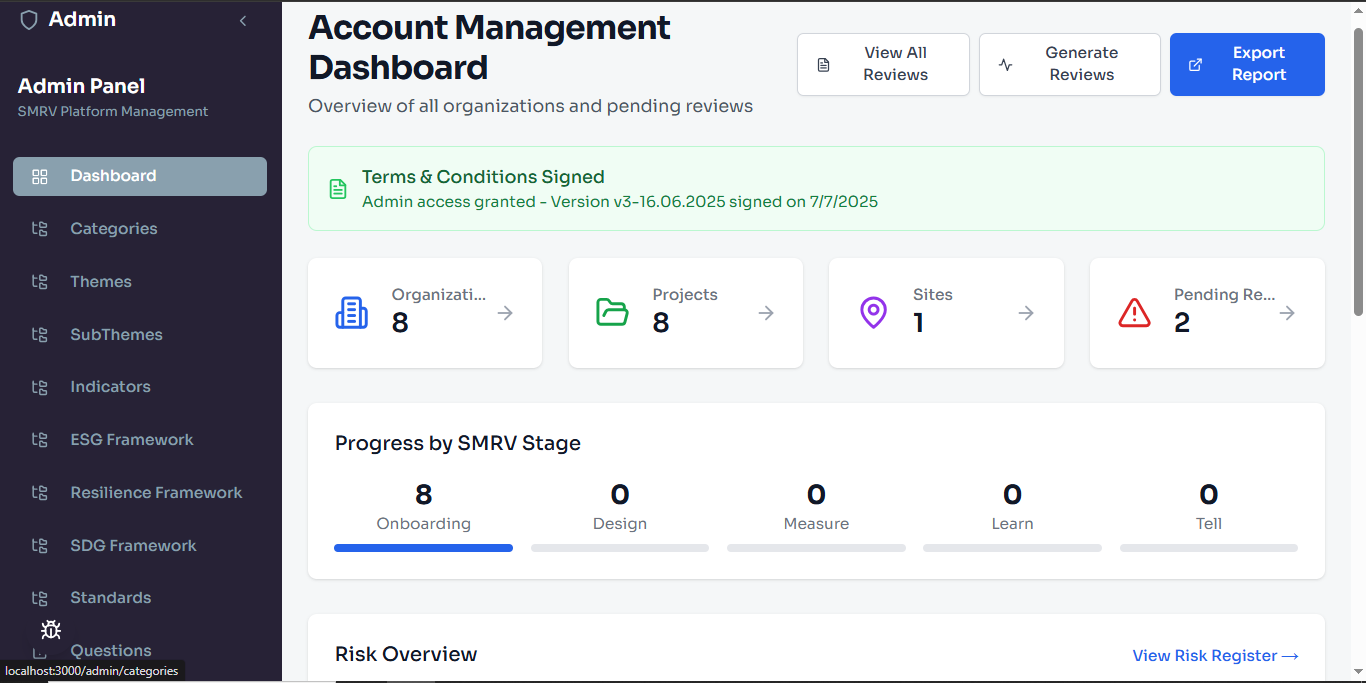 Admin
Admin Panel
SMRV Platform Management
Dashboard
Categories
Themes
SubThemes
Indicators
ESG Framework
Resilience Framework
SDG Framework
Standards
Questions
localhost:3000/admin/categories
Account Management
Dashboard
Overview of all organizations and pending reviews
View All
Reviews
Generate
Reviews
Export
Report
Terms & Conditions Signed
Admin access granted - Version v3-16.06.2025 signed on 7/7/2025
Organizati...
8
Projects
8
Sites
1
Pending Re...
2
Progress by SMRV Stage
8
Onboarding
0
Design
0
Measure
0
Learn
0
Tell
Risk Overview
View Risk Register →